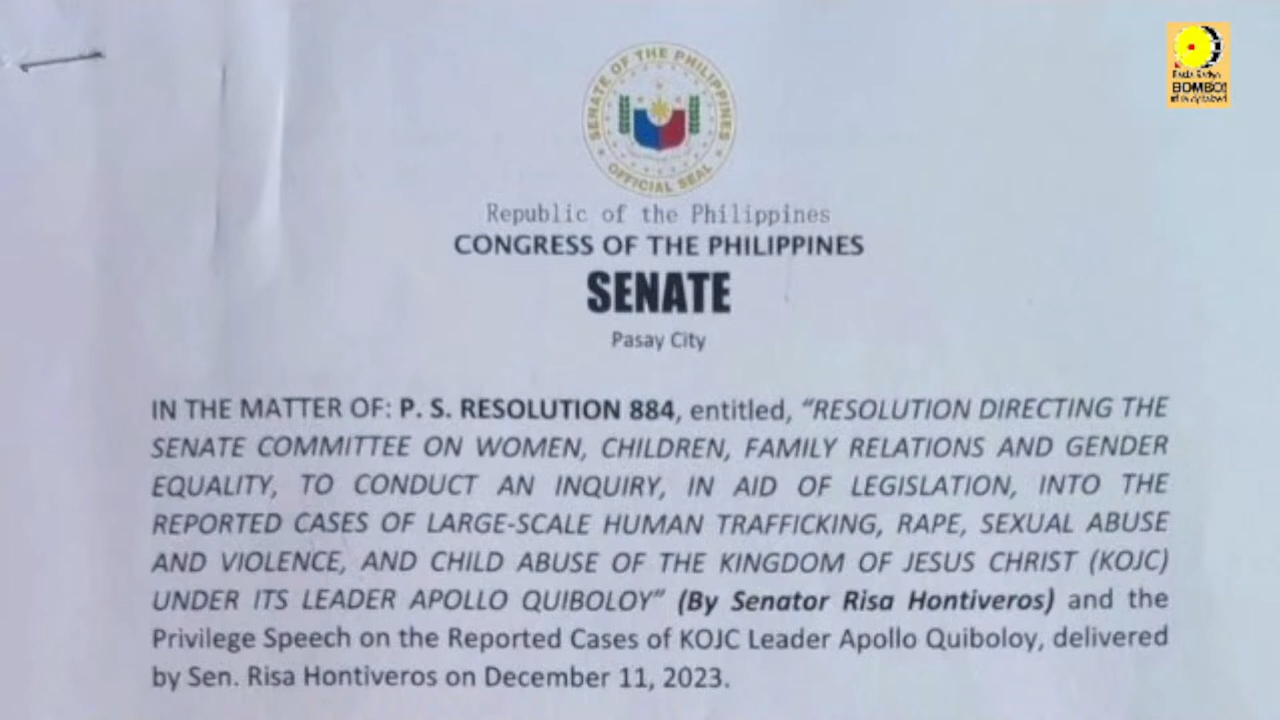 SENATE OF THE PHILIPPINES
OFFICIAL SEAL
BOMBO!
Republic of the Philippines
CONGRESS OF THE PHILIPPINES
SENATE
Pasay City
IN THE MATTER OF: P. S. RESOLUTION 884, entitled, “RESOLUTION DIRECTING THE
SENATE COMMITTEE ON WOMEN, CHILDREN, FAMILY RELATIONS AND GENDER
EQUALITY, TO CONDUCT AN INQUIRY, IN AID OF LEGISLATION, INTO THE
REPORTED CASES OF LARGE-SCALE HUMAN TRAFFICKING, RAPE, SEXUAL ABUSE
AND VIOLENCE, AND CHILD ABUSE OF THE KINGDOM OF JESUS CHRIST (KOJC)
UNDER ITS LEADER APOLLO QUIBOLOY” (By Senator Risa Hontiveros) and the
Privilege Speech on the Reported Cases of KOJC Leader Apollo Quiboloy, delivered
by Sen. Risa Hontiveros on December 11, 2023.